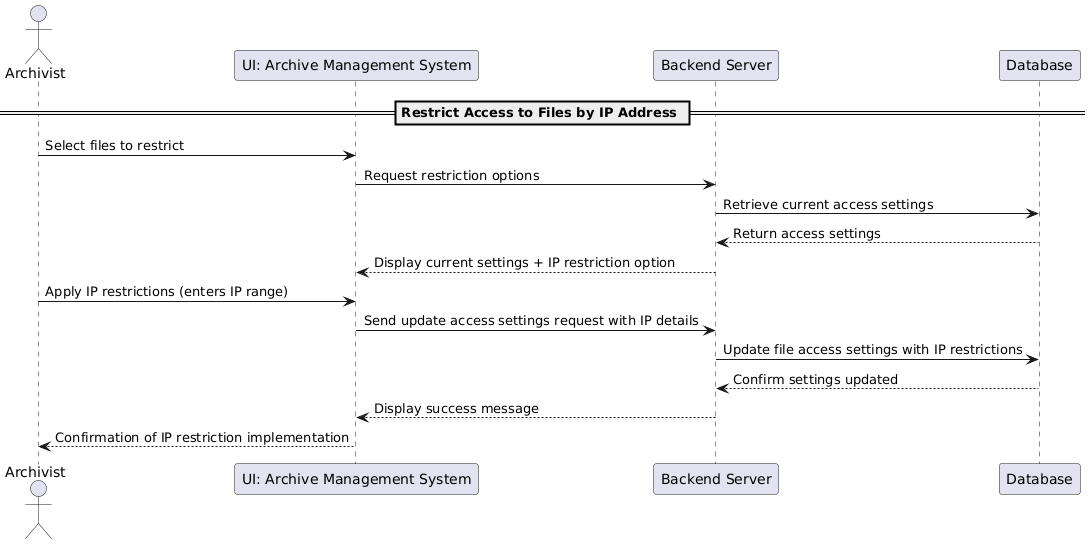 Archivist
UI: Archive Management System
Backend Server
Database
Restrict Access to Files by IP Address
Select files to restrict
Request restriction options
Retrieve current access settings
Return access settings
Display current settings + IP restriction option
Apply IP restrictions (enters IP range)
Send update access settings request with IP details
Update file access settings with IP restrictions
Confirm settings updated
Display success message
Confirmation of IP restriction implementation
Archivist
UI: Archive Management System
Backend Server
Database